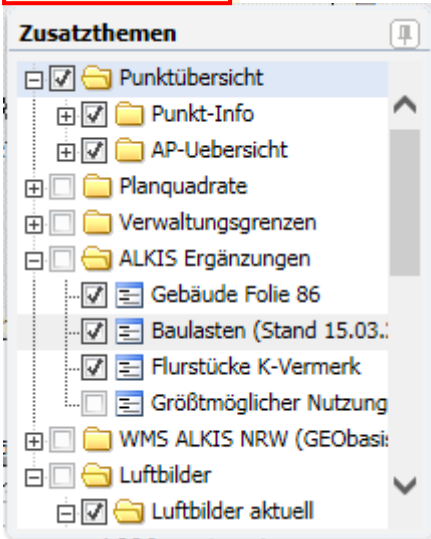 Zusatzthemen
Punktübersicht
Punkt-Info
AP-Uebersicht
Planquadrate
Verwaltungsgrenzen
ALKIS Ergänzungen
Gebäude Folie 86
Baulasten (Stand 15.03.
Flurstücke K-Vermerk
Größtmöglicher Nutzung
WMS ALKIS NRW (GEObasis
Luftbilder
Luftbilder aktuell